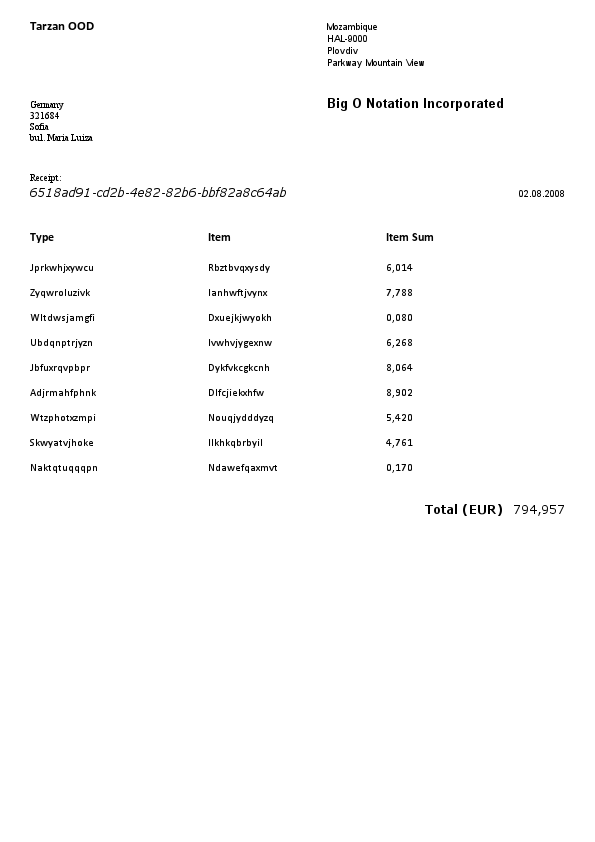 Tarzan OOD
Mozambique
HAL-9000
Plovdiv
Parkway Mountain View
Germany
321684
Sofia
bul. Maria Luiza
Big O Notation Incorporated
Receipt:
6518ad91-cd2b-4e82-82b6-bbf82a8c64ab 02.08.2008
Type Item Item Sum
Jprkwhjxywcu Rbztbvqxysdy 6,014
Zyqwroluzivk Ianhwftjvynx 7,788
Wltdwsjamgfi Dxuejkjwyokh 0,080
Ubdqnptrjyzn Ivwhvjygexnw 6,268
Jbfuxrqvpbpr Dykfvkcgkcnh 8,064
Adjrmahfphnk Dlfcjiekxhfw 8,902
Wtzphotxzmpi Nouqjydddyzq 5,420
Skwyatvjhoke Ilkhkqbrbyil 4,761
Naktqtuqqqpn Ndawefqaxmvt 0,170
Total (EUR) 794,957